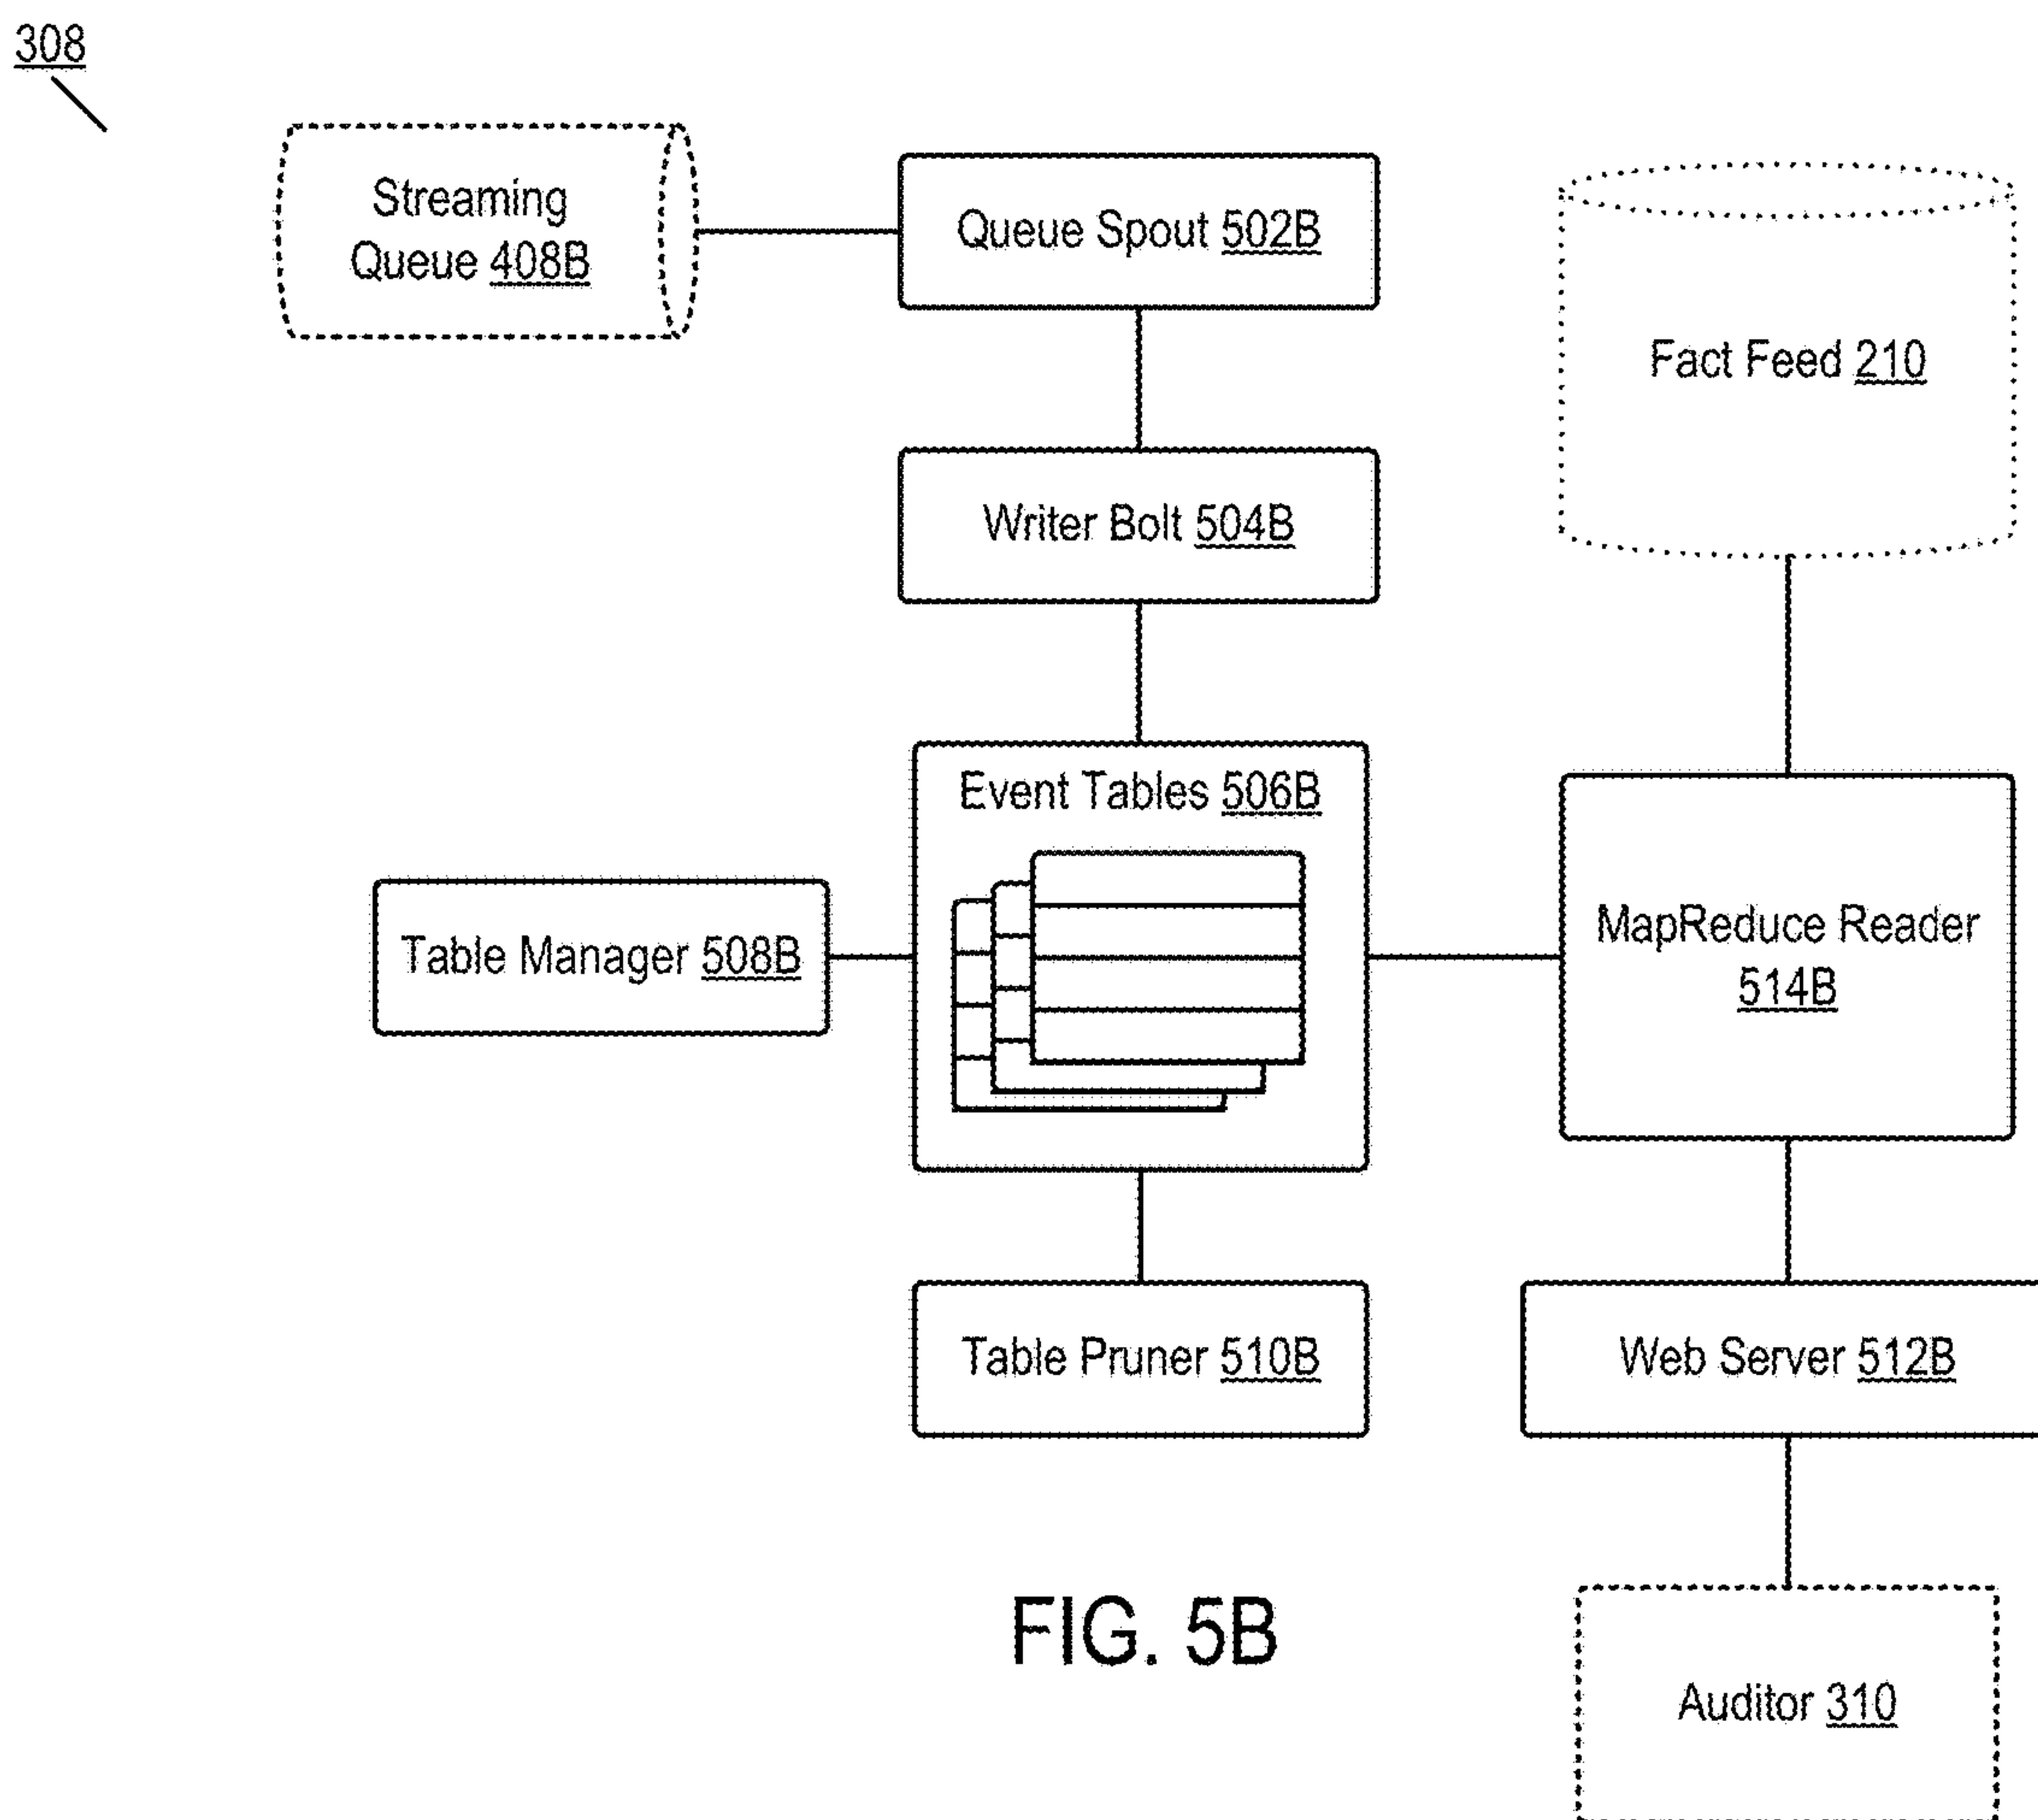 308
Streaming
Queue 408B
Queue Spout 502B
Fact Feed 210
Writer Bolt 504B
Event Tables 506B
Table Manager 508B
MapReduce Reader
514B
Table Pruner 510B
Web Server 512B
FIG. 5B
Auditor 310